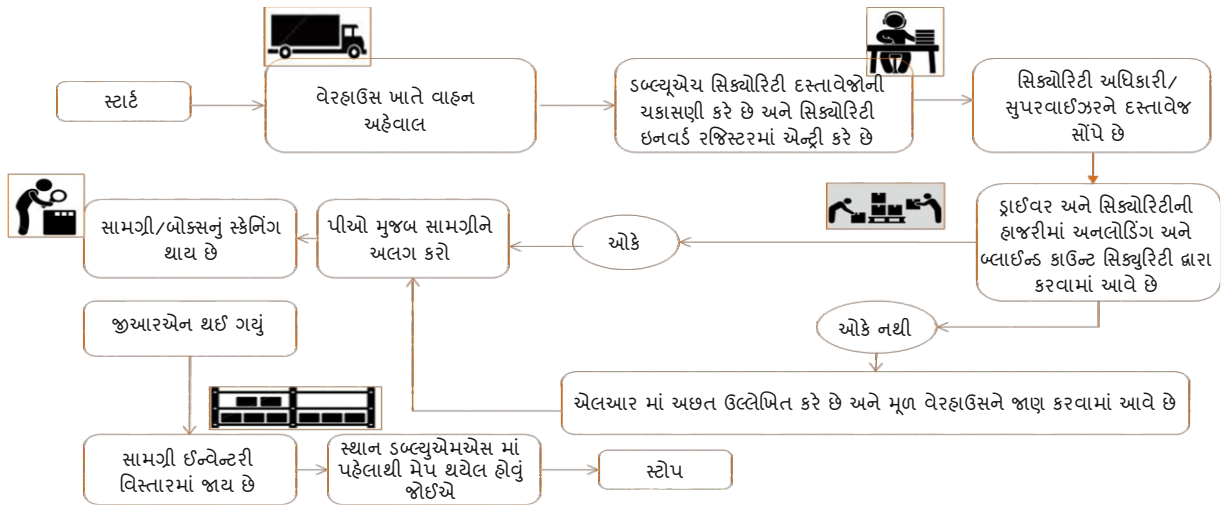 સ્ટાર્ટ
વેરહાઉસ ખાતે વાહન
અહેવાલ
ડબ્લ્યૂએચ સિક્યોરિટી દસ્તાવેજોની
ચકાસણી કરે છે અને સિક્યોરિટી
ઇનવર્ડ રજિસ્ટરમાં એન્ટ્રી કરે છે
સિક્યોરિટી અધિકારી/
સુપરવાઈઝરને દસ્તાવેજ
સોંપે છે
ડ્રાઈવર અને સિક્યોરિટીની
હાજરીમાં અનલોડિંગ અને
બ્લાઈન્ડ કાઉન્ટ સિક્યુરિટી દ્વારા
કરવામાં આવે છે
ઓકે
પીઓ મુજબ સામગ્રીને
અલગ કરો
સામગ્રી/બોક્સનું સ્કેનિંગ
થાય છે
ઓકે નથી
એલઆર માં અછત ઉલ્લેખિત કરે છે અને મૂળ વેરહાઉસને જાણ કરવામાં આવે છે
જીઆરએન થઈ ગયું
સામગ્રી ઈન્વેન્ટરી
વિસ્તારમાં જાય છે
સ્થાન ડબ્લ્યુએમએસ માં
પહેલાથી મેપ થયેલ હોવું
જોઈએ
સ્ટોપ